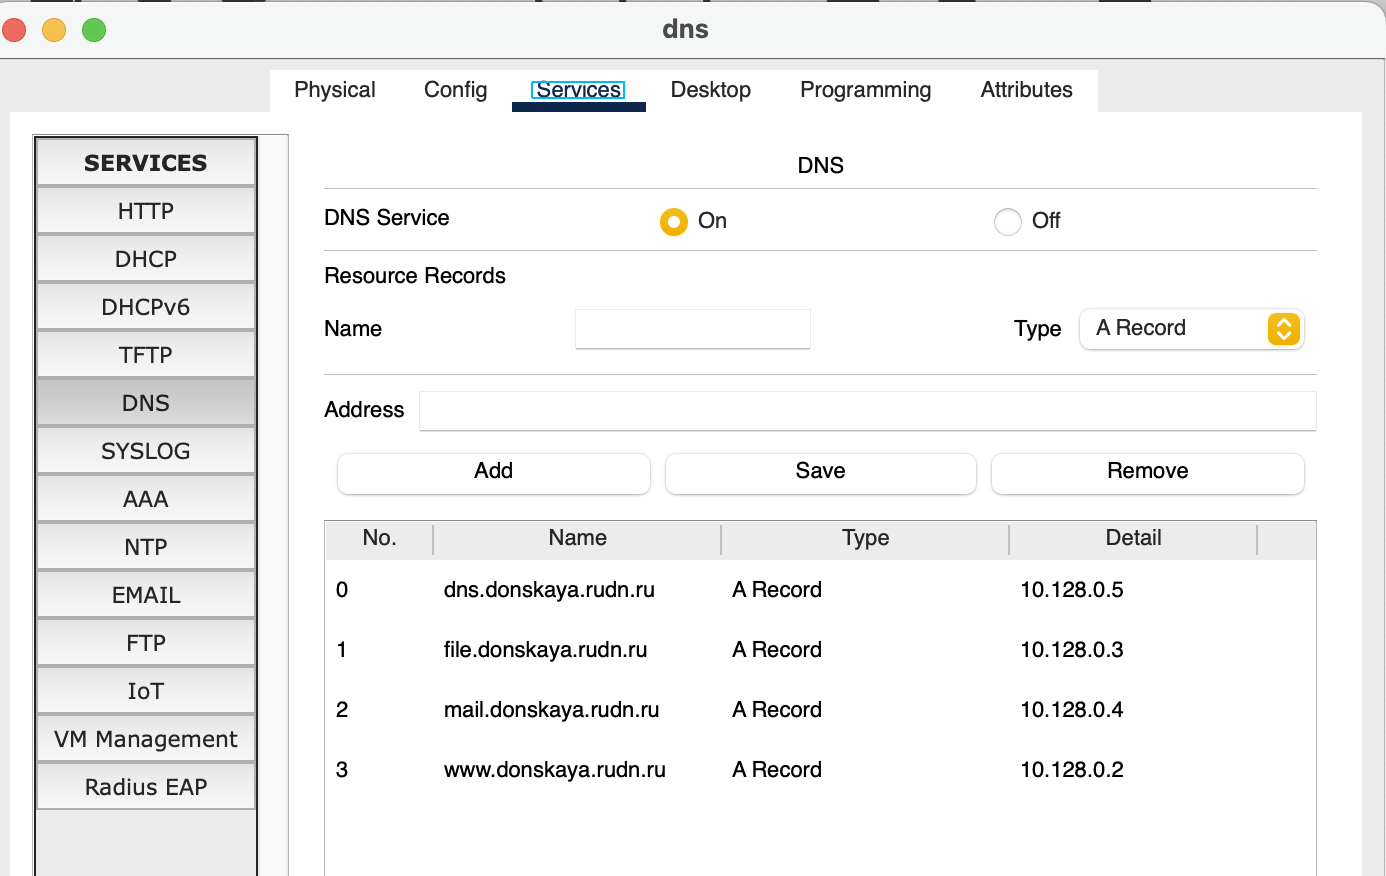 dns
Physical Config Services Desktop Programming Attributes
SERVICES
HTTP
DHCP
DHCPv6
TFTP
DNS
SYSLOG
AAA
NTP
EMAIL
FTP
IoT
VM Management
Radius EAP
DNS
DNS Service On Off
Resource Records
Name Type A Record
Address
Add Save Remove
No. Name Type Detail
0 dns.donskaya.rudn.ru A Record 10.128.0.5
1 file.donskaya.rudn.ru A Record 10.128.0.3
2 mail.donskaya.rudn.ru A Record 10.128.0.4
3 www.donskaya.rudn.ru A Record 10.128.0.2